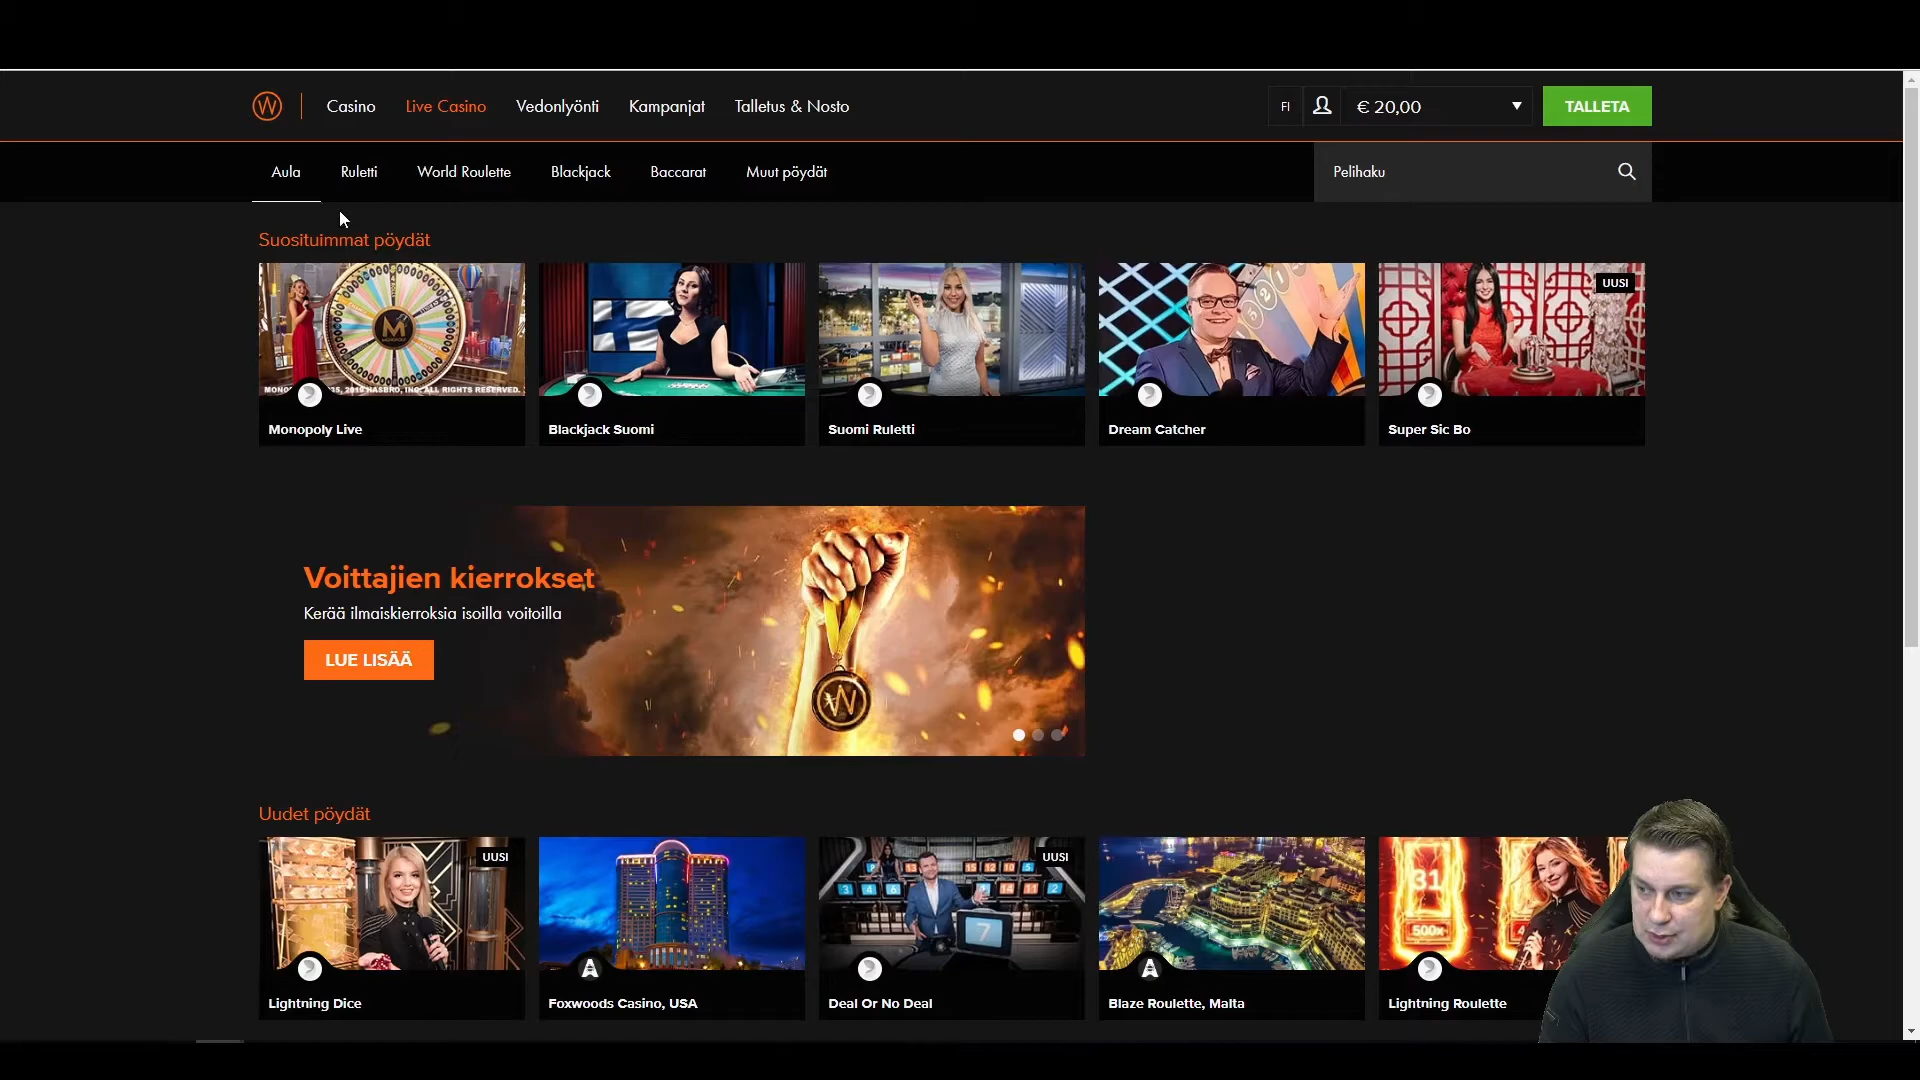 Casino Live Casino Vedonlyönti Kampanjat Talletus & Nosto FI € 20,00 TALLETA
Aula Ruletti World Roulette Blackjack Baccarat Muut pöydät Pelihaku
Suosituimmat pöydät
UUSI
Monopoly Live Blackjack Suomi Suomi Ruletti Dream Catcher Super Sic Bo
Voittajien kierrokset
Kerää ilmaiskierroksia isoilla voitoilla
LUE LISÄÄ
Uudet pöydät
UUSI UUSI
Lightning Dice Foxwoods Casino, USA Deal Or No Deal Blaze Roulette, Malta Lightning Roulette